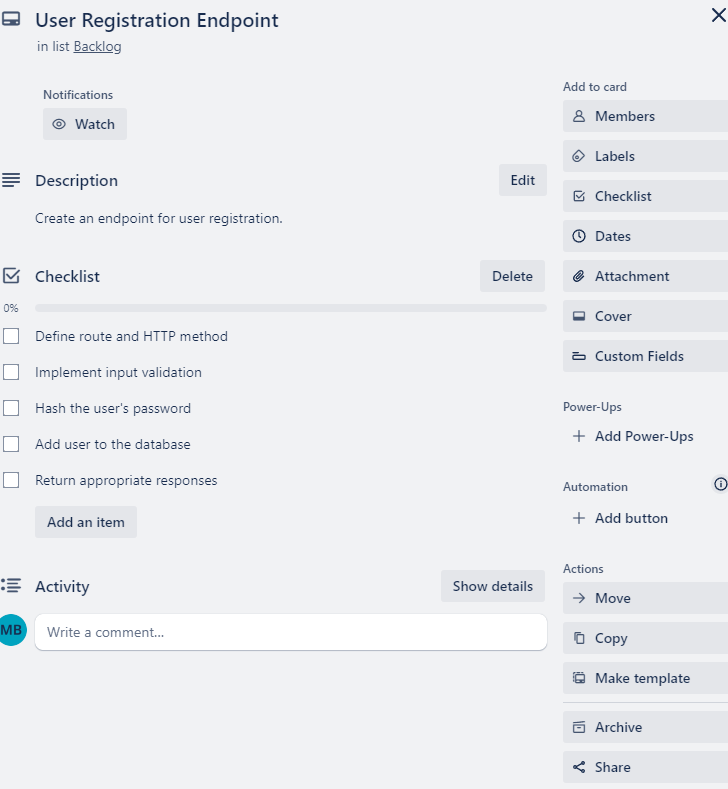 User Registration Endpoint
in list Backlog
Notifications
Watch
Description
Edit
Create an endpoint for user registration.
Checklist
Delete
0%
Define route and HTTP method
Implement input validation
Hash the user's password
Add user to the database
Return appropriate responses
Add an item
Activity
Show details
MB
Write a comment...
Add to card
Members
Labels
Checklist
Dates
Attachment
Cover
Custom Fields
Power-Ups
Add Power-Ups
Automation
Add button
Actions
Move
Copy
Make template
Archive
Share